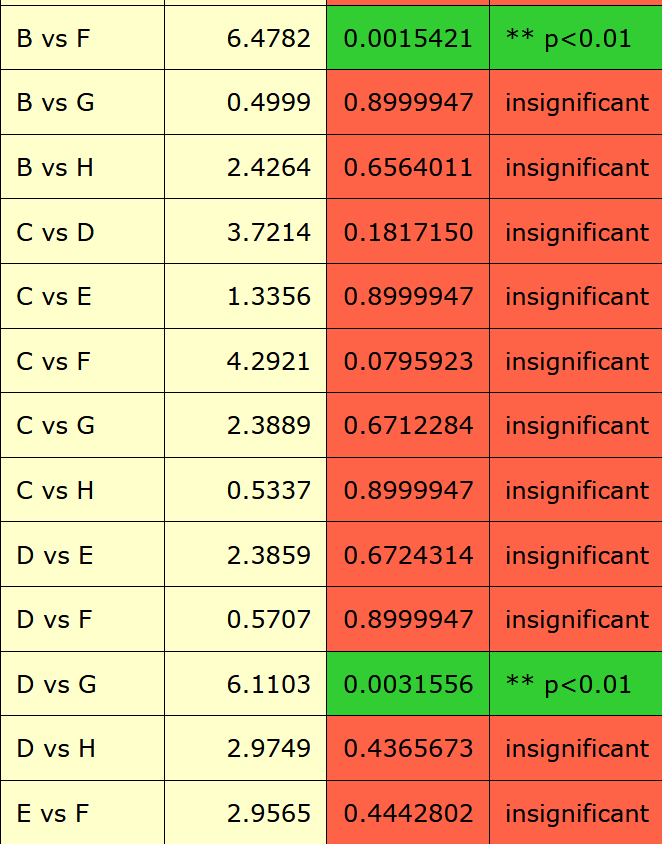 B vs F 6.4782 0.0015421 ** p<0.01
B vs G 0.4999 0.8999947 insignificant
B vs H 2.4264 0.6564011 insignificant
C vs D 3.7214 0.1817150 insignificant
C vs E 1.3356 0.8999947 insignificant
C vs F 4.2921 0.0795923 insignificant
C vs G 2.3889 0.6712284 insignificant
C vs H 0.5337 0.8999947 insignificant
D vs E 2.3859 0.6724314 insignificant
D vs F 0.5707 0.8999947 insignificant
D vs G 6.1103 0.0031556 ** p<0.01
D vs H 2.9749 0.4365673 insignificant
E vs F 2.9565 0.4442802 insignificant